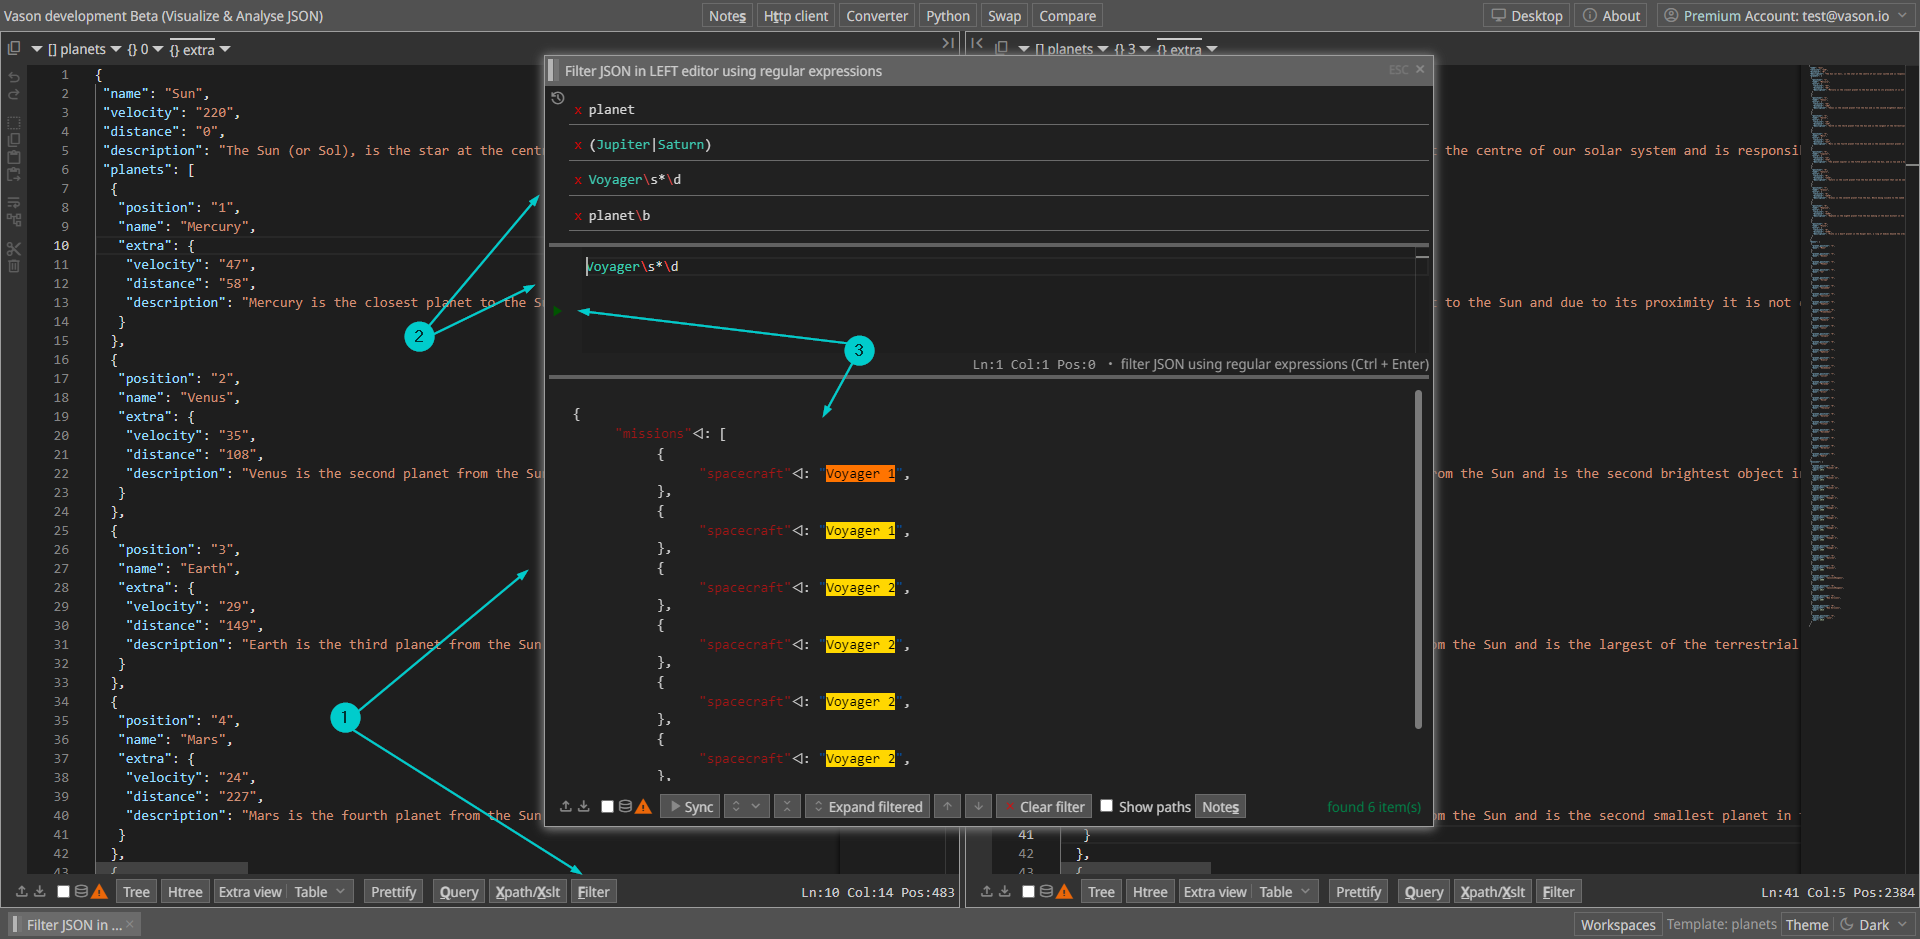 Vason development Beta (Visualize & Analyse JSON)
Notes Http client Converter Python Swap Compare
Desktop About Premium Account: test@vason.io
[] planets {} 0 {} extra
[] planets {} 3 {} extra
Filter JSON in LEFT editor using regular expressions
ESC ×
x planet
x (Jupiter|Saturn)
x Voyager\s*\d
x planet\b
Voyager\s*\d
Ln:1 Col:1 Pos:0 • filter JSON using regular expressions (Ctrl + Enter)
{
"missions": [
{
"spacecraft": "Voyager 1",
},
{
"spacecraft": "Voyager 1",
},
{
"spacecraft": "Voyager 2",
},
{
"spacecraft": "Voyager 2",
},
{
"spacecraft": "Voyager 2",
},
{
"spacecraft": "Voyager 2",
},
Sync Expand filtered Clear filter Show paths Notes found 6 item(s)
1 {
2 "name": "Sun",
3 "velocity": "220",
4 "distance": "0",
5 "description": "The Sun (or Sol), is the star at the cent
6 "planets": [
7 {
8 "position": "1",
9 "name": "Mercury",
10 "extra": {
11 "velocity": "47",
12 "distance": "58",
13 "description": "Mercury is the closest planet to the S
14 }
15 },
16 {
17 "position": "2",
18 "name": "Venus",
19 "extra": {
20 "velocity": "35",
21 "distance": "108",
22 "description": "Venus is the second planet from the Su
23 }
24 },
25 {
26 "position": "3",
27 "name": "Earth",
28 "extra": {
29 "velocity": "29",
30 "distance": "149",
31 "description": "Earth is the third planet from the Sun
32 }
33 },
34 {
35 "position": "4",
36 "name": "Mars",
37 "extra": {
38 "velocity": "24",
39 "distance": "227",
40 "description": "Mars is the fourth planet from the Sun
41 }
42 },
43 {
1
2
3
t the centre of our solar system and is responsi
t to the Sun and due to its proximity it is not
om the Sun and is the second brightest object in
m the Sun and is the largest of the terrestrial
om the Sun and is the second smallest planet in
41 }
42 },
43 {
Tree Htree Extra view Table Prettify Query Xpath/Xslt Filter Ln:10 Col:14 Pos:483
Tree Htree Extra view Table Prettify Query Xpath/Xslt Filter Ln:41 Col:5 Pos:2384
Filter JSON in ... ×
Workspaces Template: planets Theme Dark